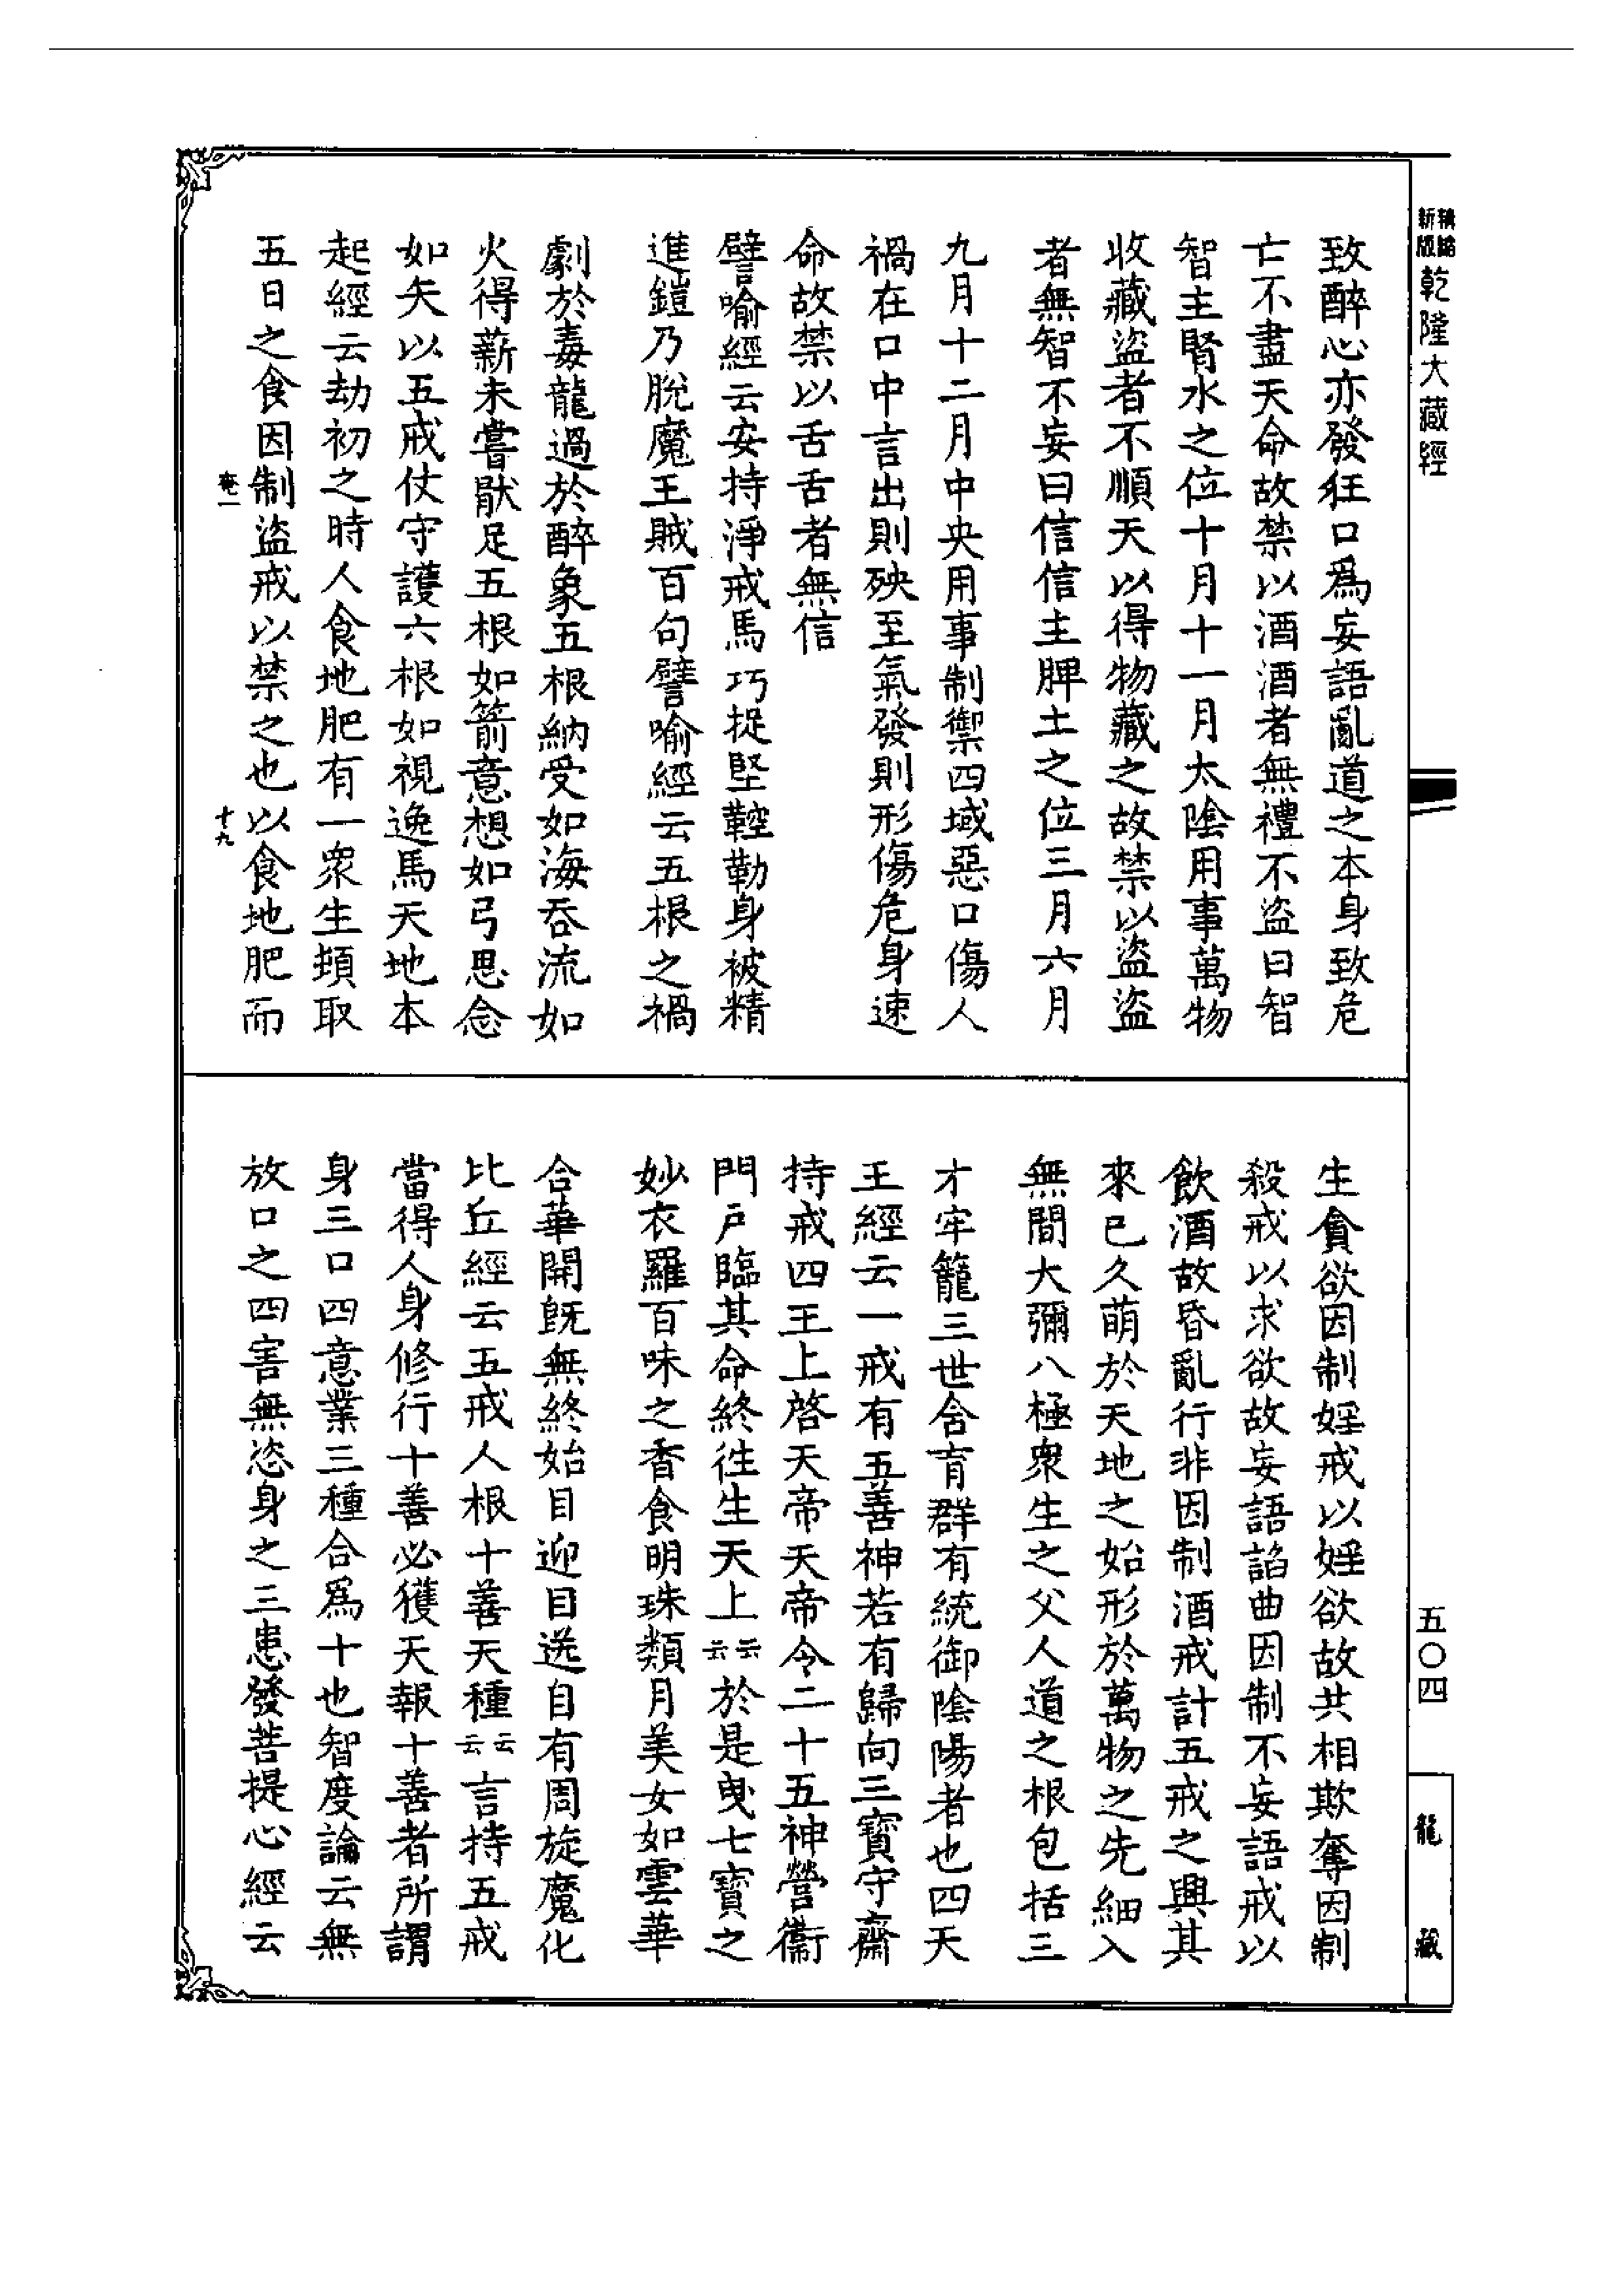 新版精縮乾隆大藏經
致醉心亦發狂口爲妄語亂道之本身致危
亡不盡天命故禁以酒酒者無禮不盜曰智
智主腎水之位十月十一月太陰用事萬物
收藏盜者不順天以得物藏之故禁以盜盜
者無智不妄曰信信主脾土之位三月六月
九月十二月中央用事制禦四域惡口傷人
禍在口中言出則殃至氣發則形傷危身速
命故禁以舌舌者無信
譬喻經云安持淨戒馬巧捉堅鞚勒身被精
進鎧乃脫魔王賊百句譬喻經云五根之禍
劇於毒龍過於醉象五根納受如海吞流如
火得薪未嘗猒足五根如箭意想如弓思念
如矢以五戒仗守護六根如視逸馬天地本
起經云劫初之時人食地肥有一衆生頓取
五日之食因制盜戒以禁之也以食地肥而
卷一
十九
生貪欲因制婬戒以婬欲故共相欺奪因制
殺戒以求欲故妄語諂曲因制不妄語戒以
飲酒故昏亂行非因制酒戒計五戒之興其
來已久萌於天地之始形於萬物之先細入
無間大彌八極衆生之父人道之根包括三
才牢籠三世含育群有統御陰陽者也四天
王經云一戒有五善神若有歸向三寶守齋
持戒四王上啓天帝天帝令二十五神營衞
門戶臨其命終往生天上云云於是曳七寶之
妙衣羅百味之香食明珠類月美女如雲華
合華開既無終始目迎目送自有周旋魔化
比丘經云五戒人根十善天種云云言持五戒
當得人身修行十善必獲天報十善者所謂
身三口四意業三種合爲十也智度論云無
放口之四害無恣身之三患發菩提心經云
五〇四
龍藏